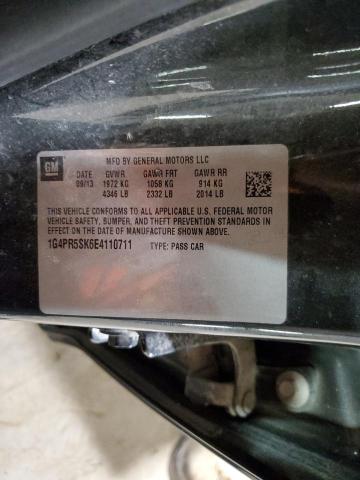 GM
MFD BY GENERAL MOTORS LLC
DATE GVWR GAWR FRT GAWR RR
09/13 1972 KG 1058 KG 914 KG
4346 LB 2332 LB 2014 LB
THIS VEHICLE CONFORMS TO ALL APPLICABLE U.S. FEDERAL MOTOR
VEHICLE SAFETY, BUMPER, AND THEFT PREVENTION STANDARDS IN
EFFECT ON THE DATE OF MANUFACTURE SHOWN ABOVE.
1G4PR5SK6E4110711 TYPE: PASS CAR